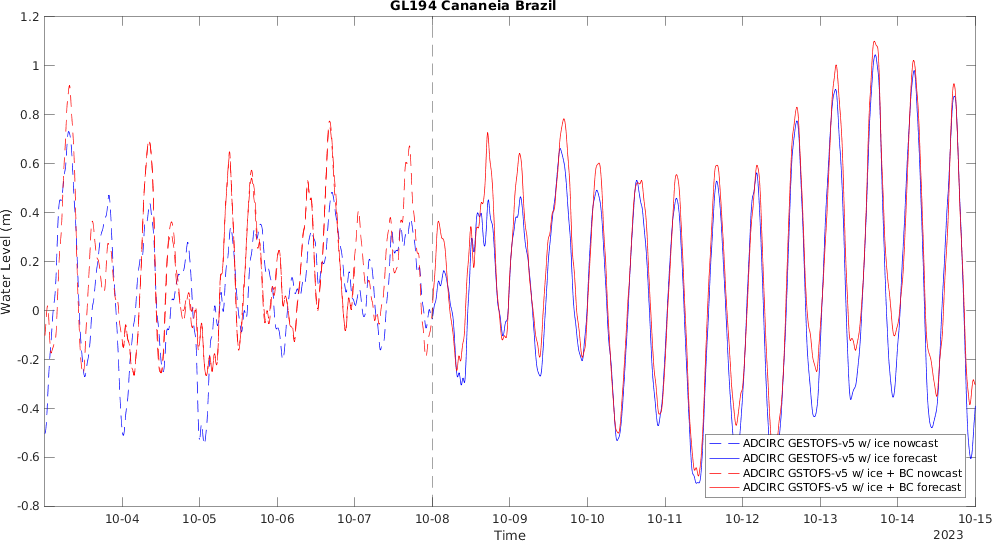 GL194 Cananeia Brazil
Water Level (m)
1.2
1
0.8
0.6
0.4
0.2
0
-0.2
-0.4
-0.6
-0.8
ADCIRC GESTOFS-v5 w/ ice nowcast
ADCIRC GESTOFS-v5 w/ ice forecast
ADCIRC GSTOFS-v5 w/ ice + BC nowcast
ADCIRC GSTOFS-v5 w/ ice + BC forecast
10-04 10-05 10-06 10-07 10-08 10-09 10-10 10-11 10-12 10-13 10-14 10-15
Time
2023